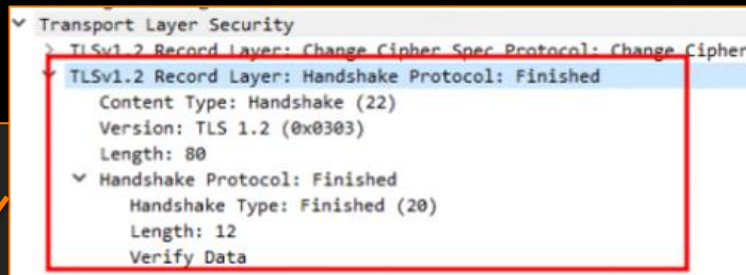 Transport Layer Security
TLSv1.2 Record Layer: Change Cipher Spec Protocol: Change Cipher
TLSv1.2 Record Layer: Handshake Protocol: Finished
Content Type: Handshake (22)
Version: TLS 1.2 (0x0303)
Length: 80
Handshake Protocol: Finished
Handshake Type: Finished (20)
Length: 12
Verify Data